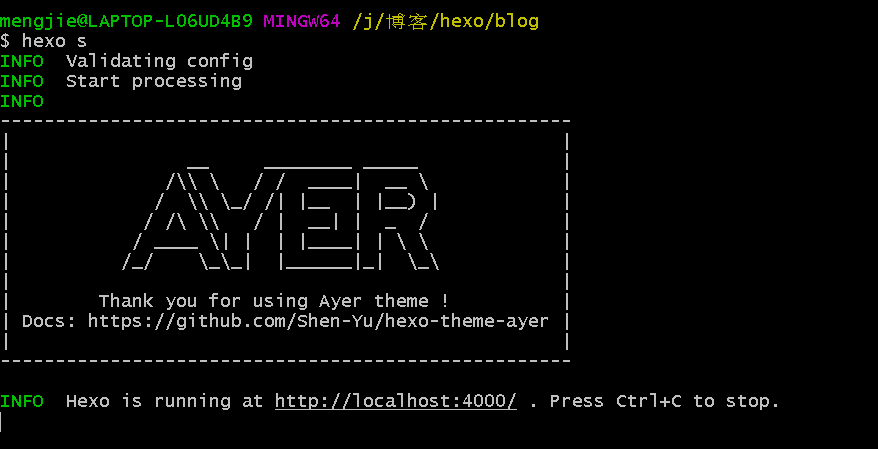 mengjie@LAPTOP-LO6UD4B9 MINGW64 /j/博客/hexo/blog
$ hexo s
INFO  Validating config
INFO  Start processing
INFO
AYER
Thank you for using Ayer theme !
Docs: https://github.com/Shen-Yu/hexo-theme-ayer
INFO  Hexo is running at http://localhost:4000/ . Press Ctrl+C to stop.